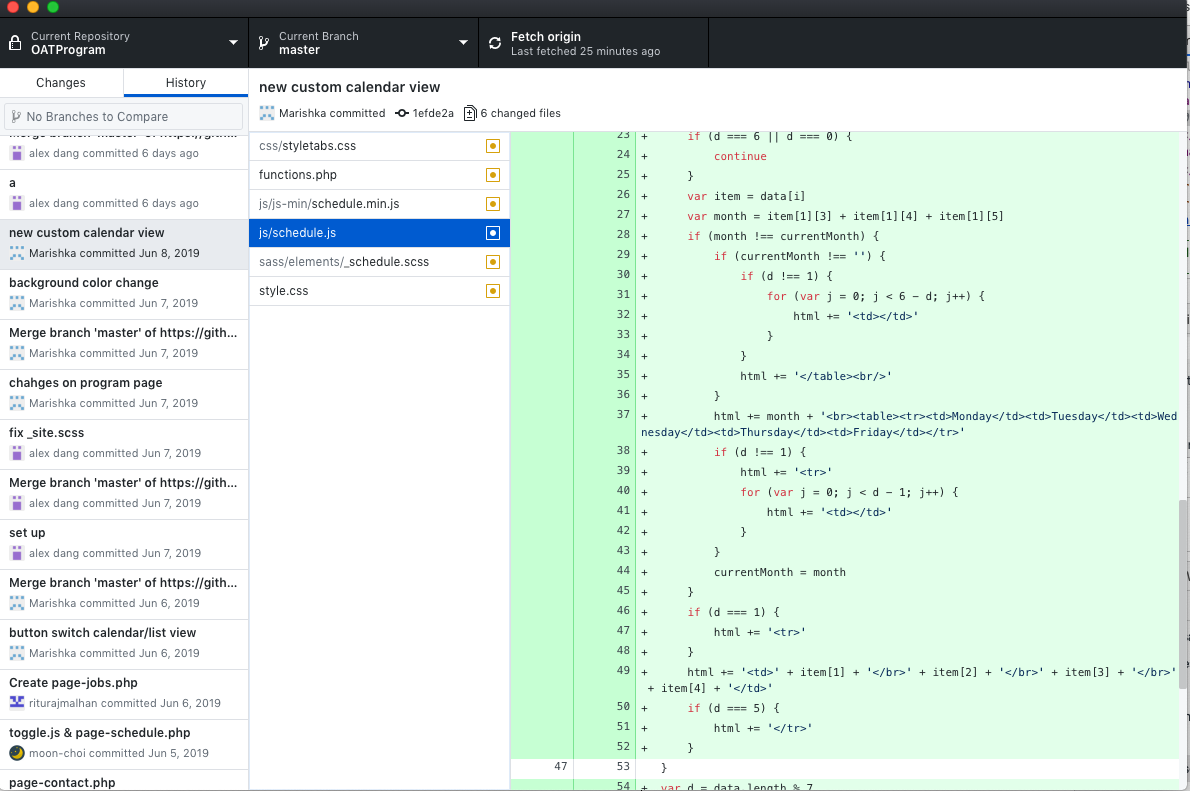 Current Repository
OATProgram
Current Branch
master
Fetch origin
Last fetched 25 minutes ago
Changes
History
No Branches to Compare
Merge branch 'master' of https://gith...
alex dang committed 6 days ago
a
alex dang committed 6 days ago
new custom calendar view
Marishka committed Jun 8, 2019
background color change
Marishka committed Jun 7, 2019
Merge branch 'master' of https://gith...
Marishka committed Jun 7, 2019
chahges on program page
Marishka committed Jun 7, 2019
fix _site.scss
alex dang committed Jun 7, 2019
Merge branch 'master' of https://gith...
alex dang committed Jun 7, 2019
set up
alex dang committed Jun 7, 2019
Merge branch 'master' of https://gith...
Marishka committed Jun 6, 2019
button switch calendar/list view
Marishka committed Jun 6, 2019
Create page-jobs.php
riturajmalhan committed Jun 6, 2019
toggle.js & page-schedule.php
moon-choi committed Jun 5, 2019
page-contact.php
new custom calendar view
Marishka committed 1efde2a 6 changed files
css/styletabs.css
functions.php
js/js-min/schedule.min.js
js/schedule.js
sass/elements/_schedule.scss
style.css
23 + if (d === 6 || d === 0) {
24 + continue
25 + }
26 + var item = data[i]
27 + var month = item[1][3] + item[1][4] + item[1][5]
28 + if (month !== currentMonth) {
29 + if (currentMonth !== '') {
30 + if (d !== 1) {
31 + for (var j = 0; j < 6 - d; j++) {
32 + html += '<td></td>'
33 + }
34 + }
35 + html += '</table><br/>'
36 + }
37 + html += month + '<br><table><tr><td>Monday</td><td>Tuesday</td><td>Wed
nesday</td><td>Thursday</td><td>Friday</td></tr>'
38 + if (d !== 1) {
39 + html += '<tr>'
40 + for (var j = 0; j < d - 1; j++) {
41 + html += '<td></td>'
42 + }
43 + }
44 + currentMonth = month
45 + }
46 + if (d === 1) {
47 + html += '<tr>'
48 + }
49 + html += '<td>' + item[1] + '</br>' + item[2] + '</br>' + item[3] + '</br>'
+ item[4] + '</td>'
50 + if (d === 5) {
51 + html += '</tr>'
52 + }
47 53 }
54 + var d = data.length % 7